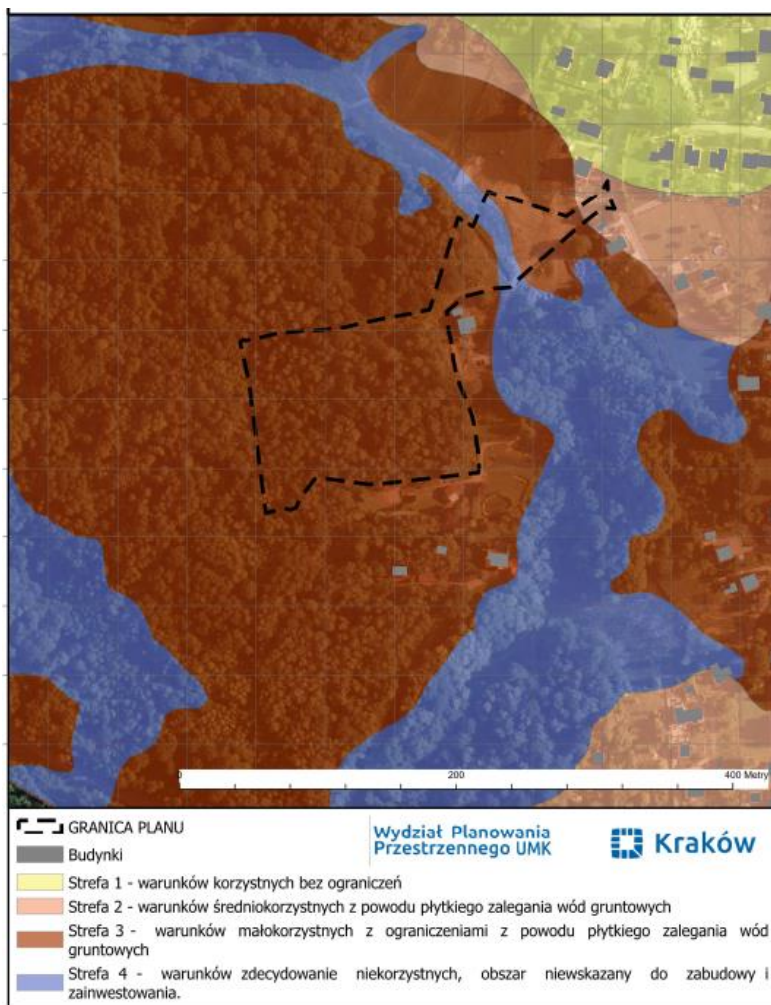 0 200 400 Metry
GRANICA PLANU
Wydział Planowania
Przestrzennego UMK
Kraków
Budynki
Strefa 1 - warunków korzystnych bez ograniczeń
Strefa 2 - warunków średniokorzystnych z powodu płytkiego zalegania wód gruntowych
Strefa 3 - warunków małokorzystnych z ograniczeniami z powodu płytkiego zalegania wód
gruntowych
Strefa 4 - warunków zdecydowanie niekorzystnych, obszar niewskazany do zabudowy i
zainwestowania.